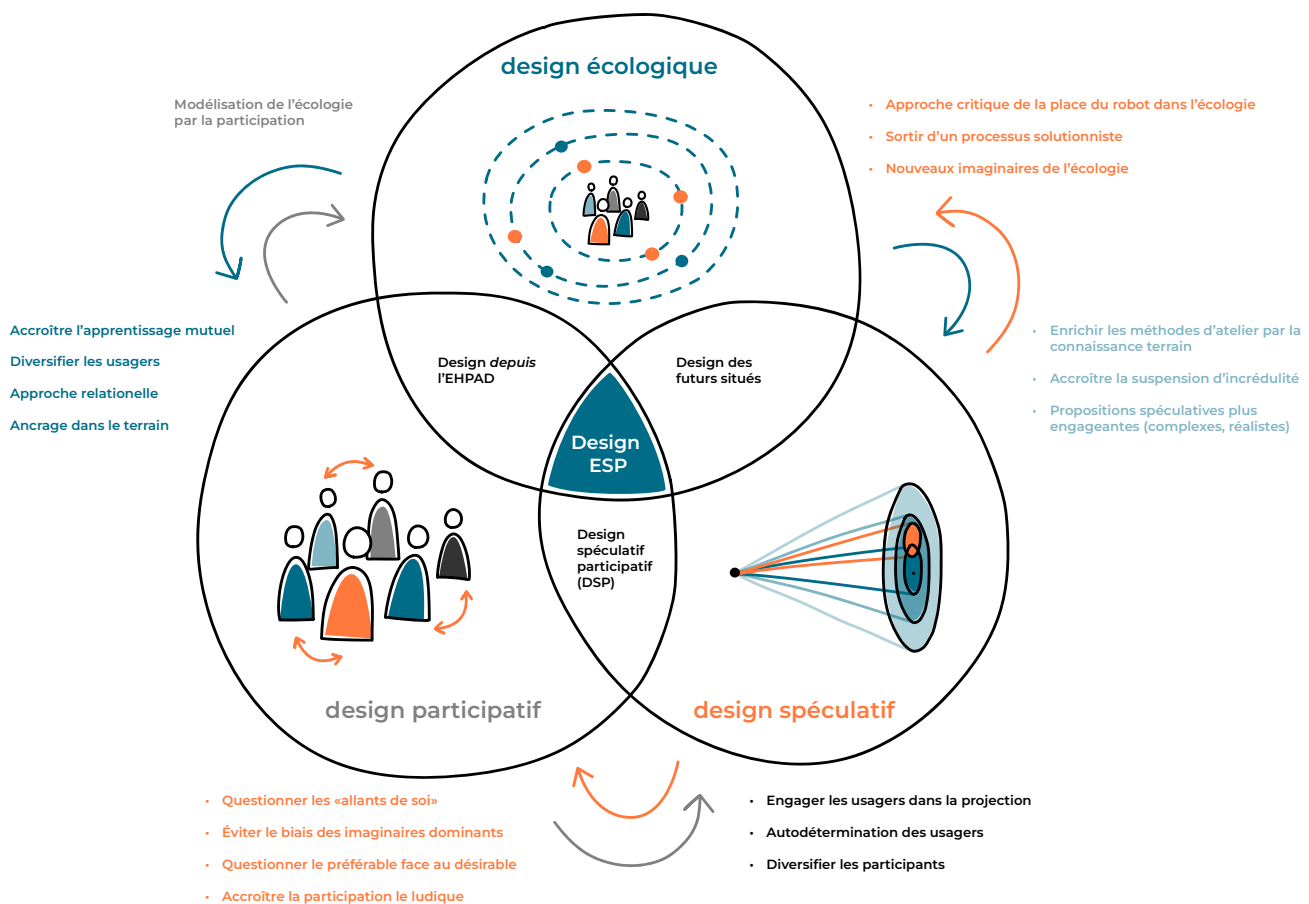 design écologique
Modélisation de l'écologie
par la participation
• Approche critique de la place du robot dans l'écologie
• Sortir d'un processus solutionniste
• Nouveaux imaginaires de l'écologie
Accroître l'apprentissage mutuel
Diversifier les usagers
Approche relationelle
Ancrage dans le terrain
• Enrichir les méthodes d'atelier par la
connaissance terrain
• Accroître la suspension d'incrédulité
• Propositions spéculatives plus
engageantes (complexes, réalistes)
Design depuis
l'EHPAD
Design des
futurs situés
Design
ESP
Design
spéculatif
participatif
(DSP)
design participatif
design spéculatif
• Questionner les «allants de soi»
• Éviter le biais des imaginaires dominants
• Questionner le préférable face au désirable
• Accroître la participation le ludique
• Engager les usagers dans la projection
• Autodétermination des usagers
• Diversifier les participants